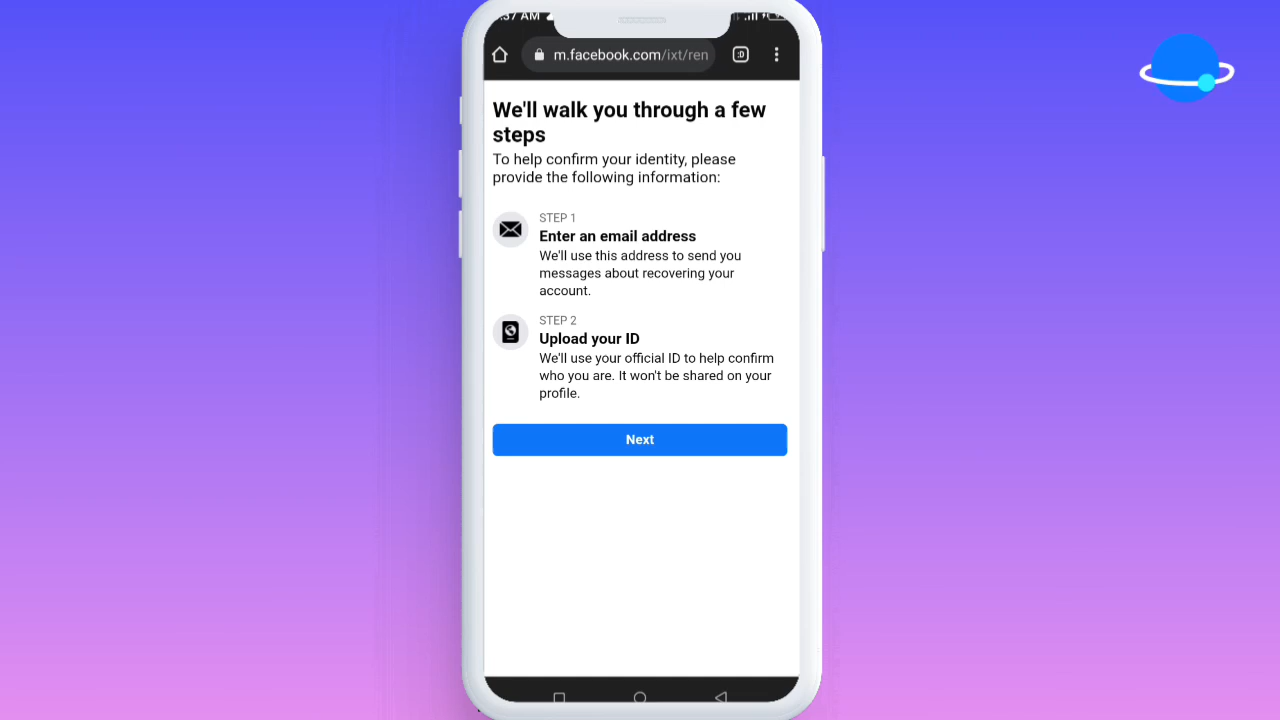 :37 AM
m.facebook.com/ixt/ren
:D
We'll walk you through a few
steps
To help confirm your identity, please
provide the following information:
STEP 1
Enter an email address
We'll use this address to send you
messages about recovering your
account.
STEP 2
Upload your ID
We'll use your official ID to help confirm
who you are. It won't be shared on your
profile.
Next